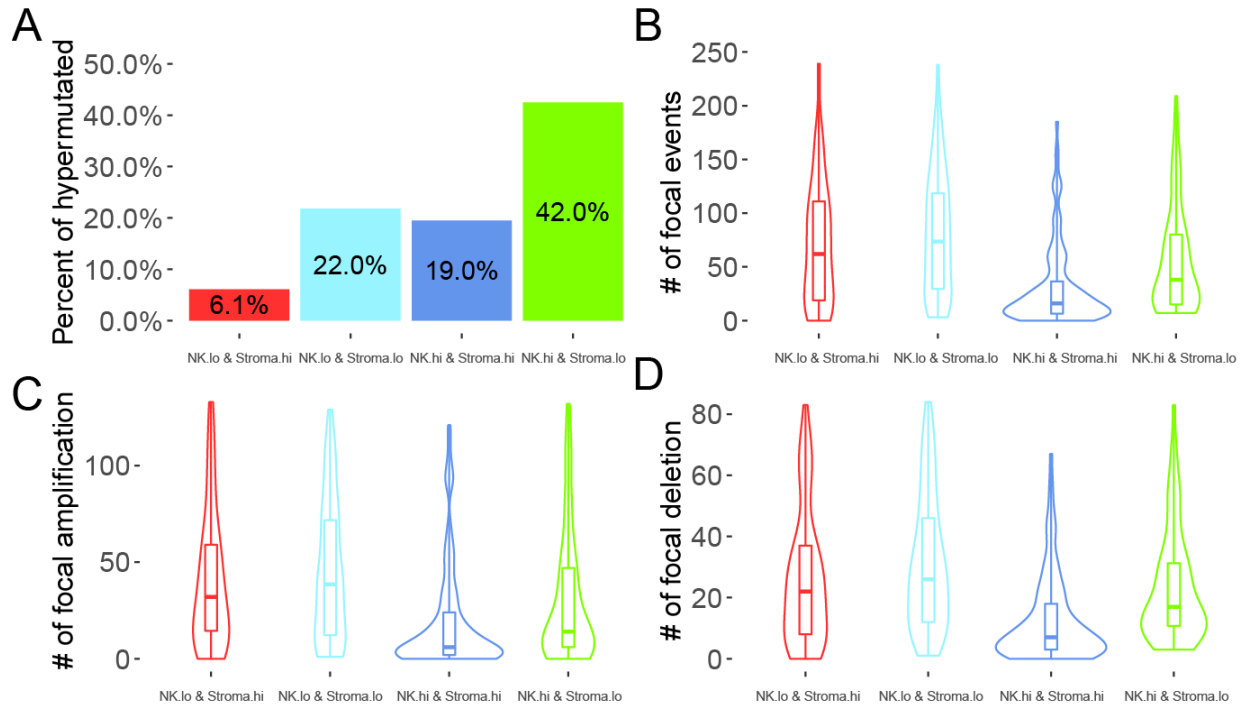 A
Percent of hypermutated
50.0%
40.0%
30.0%
20.0%
10.0%
0.0%
6.1%
22.0%
19.0%
42.0%
NK.lo & Stroma.hi
NK.lo & Stroma.lo
NK.hi & Stroma.hi
NK.hi & Stroma.lo
B
# of focal events
250
200
150
100
50
0
NK.lo & Stroma.hi
NK.lo & Stroma.lo
NK.hi & Stroma.hi
NK.hi & Stroma.lo
C
# of focal amplification
100
50
0
NK.lo & Stroma.hi
NK.lo & Stroma.lo
NK.hi & Stroma.hi
NK.hi & Stroma.lo
D
# of focal deletion
80
60
40
20
0
NK.lo & Stroma.hi
NK.lo & Stroma.lo
NK.hi & Stroma.hi
NK.hi & Stroma.lo